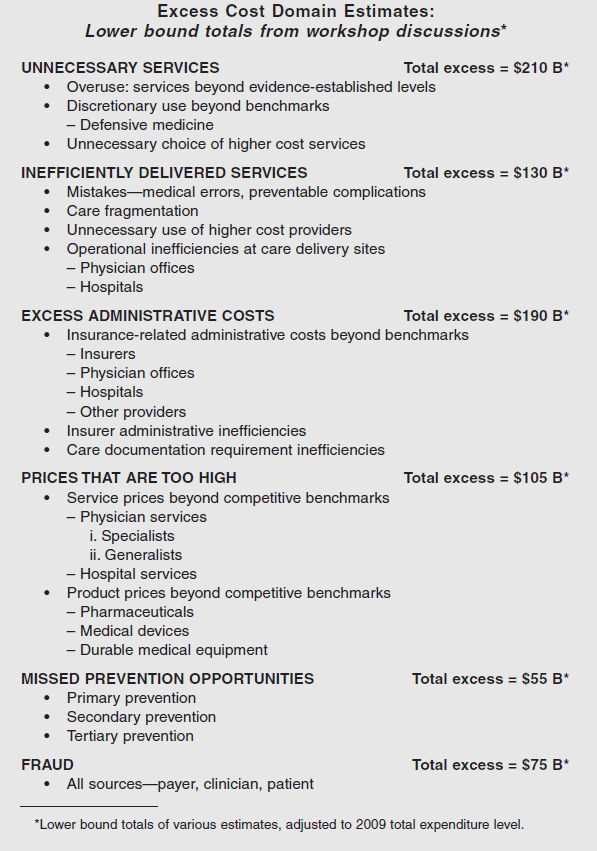 Excess Cost Domain Estimates:
Lower bound totals from workshop discussions*
UNNECESSARY SERVICES Total excess = $210 B*
• Overuse: services beyond evidence-established levels
• Discretionary use beyond benchmarks
– Defensive medicine
• Unnecessary choice of higher cost services
INEFFICIENTLY DELIVERED SERVICES Total excess = $130 B*
• Mistakes—medical errors, preventable complications
• Care fragmentation
• Unnecessary use of higher cost providers
• Operational inefficiencies at care delivery sites
– Physician offices
– Hospitals
EXCESS ADMINISTRATIVE COSTS Total excess = $190 B*
• Insurance-related administrative costs beyond benchmarks
– Insurers
– Physician offices
– Hospitals
– Other providers
• Insurer administrative inefficiencies
• Care documentation requirement inefficiencies
PRICES THAT ARE TOO HIGH Total excess = $105 B*
• Service prices beyond competitive benchmarks
– Physician services
i. Specialists
ii. Generalists
– Hospital services
• Product prices beyond competitive benchmarks
– Pharmaceuticals
– Medical devices
– Durable medical equipment
MISSED PREVENTION OPPORTUNITIES Total excess = $55 B*
• Primary prevention
• Secondary prevention
• Tertiary prevention
FRAUD Total excess = $75 B*
• All sources—payer, clinician, patient
*Lower bound totals of various estimates, adjusted to 2009 total expenditure level.